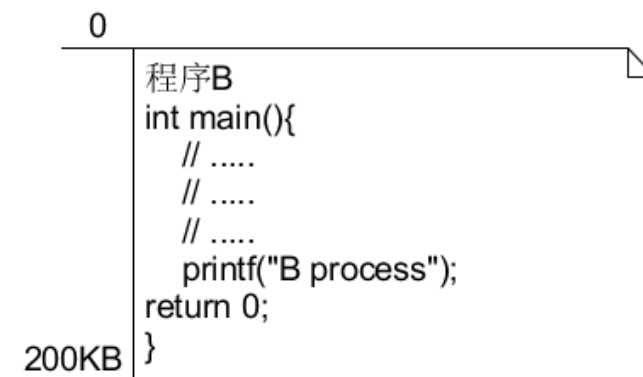 0
程序B
int main(){
// .....
// .....
// .....
printf("B process");
return 0;
200KB }